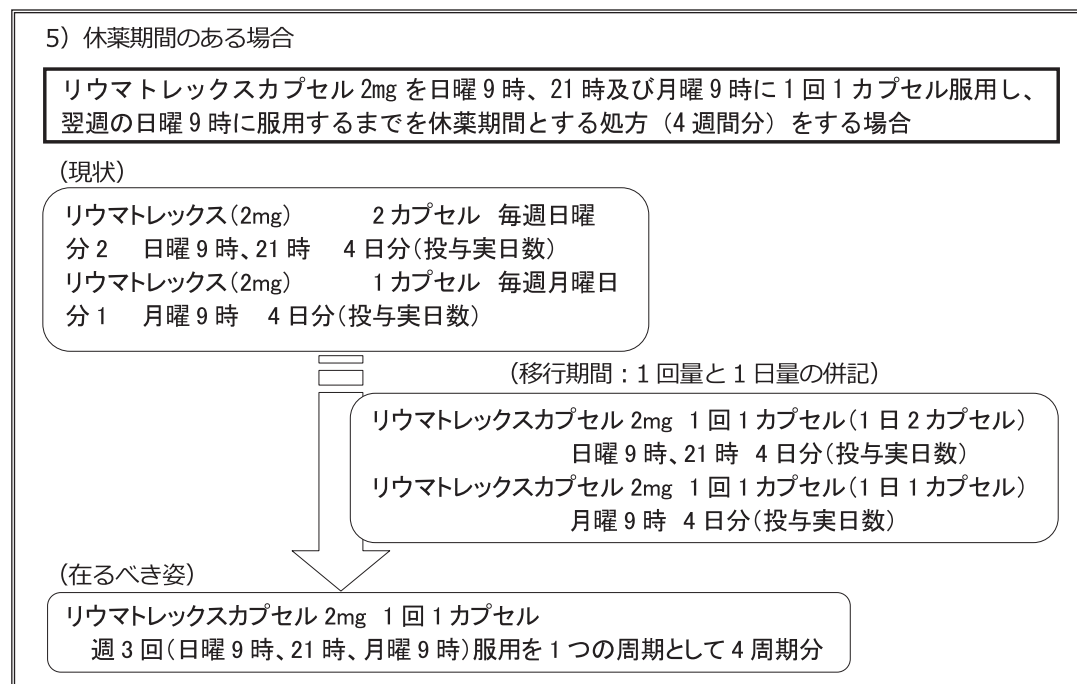 5）休薬期間のある場合
リウマトレックスカプセル 2mg を日曜 9 時、21 時及び月曜 9 時に 1 回 1 カプセル服用し、
翌週の日曜 9 時に服用するまでを休薬期間とする処方（4 週間分）をする場合
（現状）
リウマトレックス（2mg） 2 カプセル 毎週日曜
分 2 日曜 9 時、21 時 4 日分（投与実日数）
リウマトレックス（2mg） 1 カプセル 毎週月曜日
分 1 月曜 9 時 4 日分（投与実日数）
（移行期間：1 回量と 1 日量の併記）
リウマトレックスカプセル 2mg 1 回 1 カプセル（1 日 2 カプセル）
日曜 9 時、21 時 4 日分（投与実日数）
リウマトレックスカプセル 2mg 1 回 1 カプセル（1 日 1 カプセル）
月曜 9 時 4 日分（投与実日数）
（在るべき姿）
リウマトレックスカプセル 2mg 1 回 1 カプセル
週 3 回（日曜 9 時、21 時、月曜 9 時）服用を 1 つの周期として 4 周期分